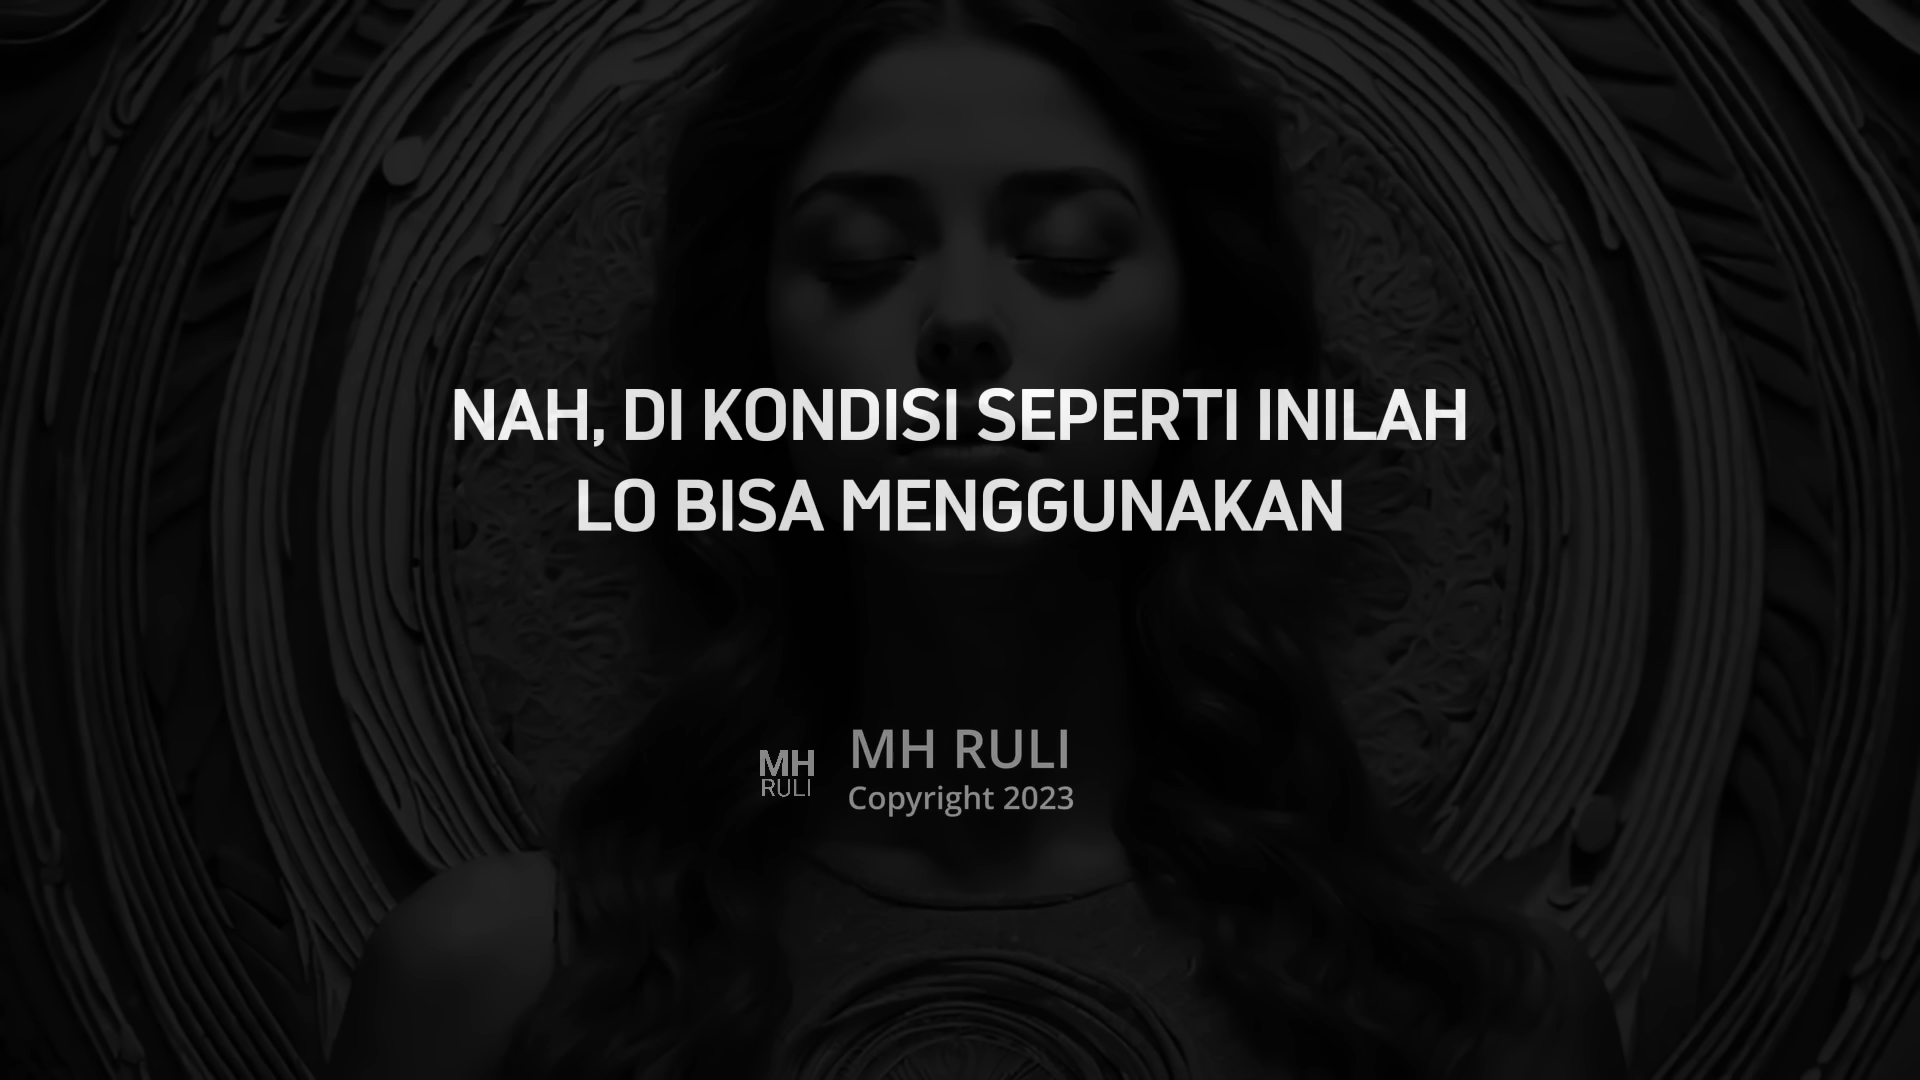 NAH, DI KONDISI SEPERTI INILAH
LO BISA MENGGUNAKAN
MH
RULI
MH RULI
Copyright 2023